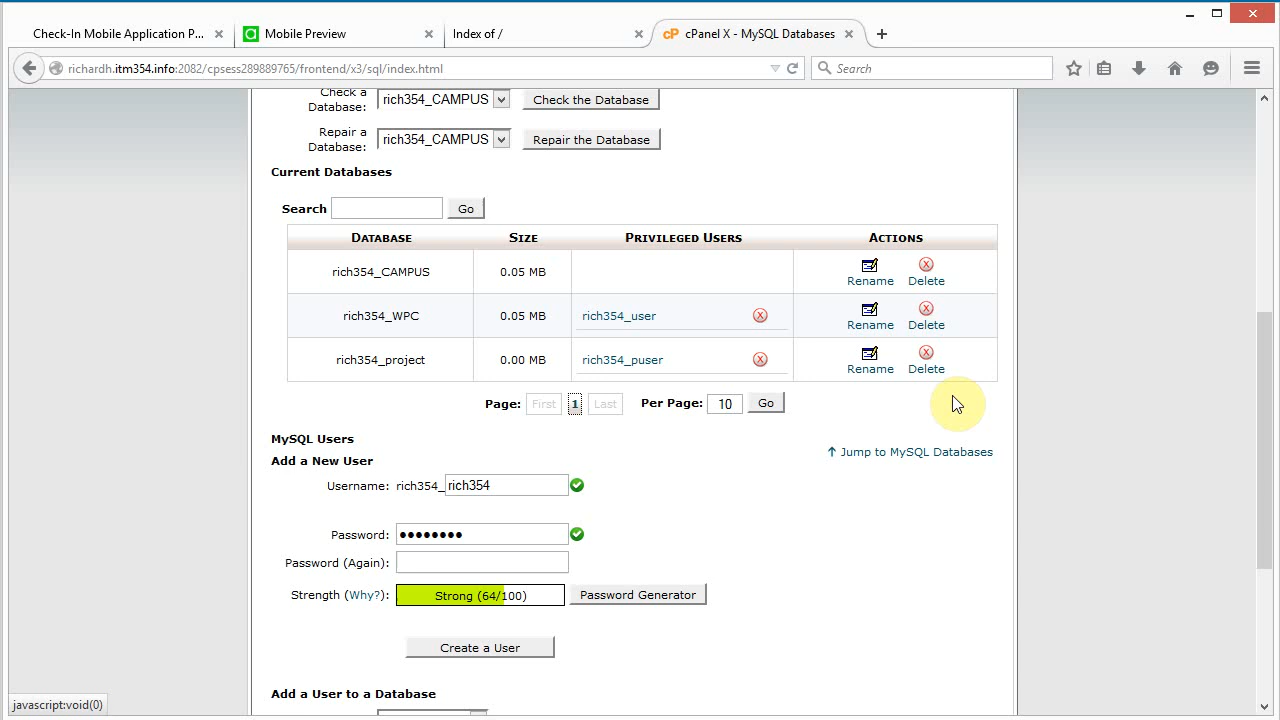 Check-In Mobile Application P...
Mobile Preview
Index of /
cP cPanel X - MySQL Databases
richardh.itm354.info:2082/cpsess289889765/frontend/x3/sql/index.html
Search
Check a
Database:
rich354_CAMPUS
Check the Database
Repair a
Database:
rich354_CAMPUS
Repair the Database
Current Databases
Search
Go
DATABASE SIZE PRIVILEGED USERS ACTIONS
rich354_CAMPUS 0.05 MB Rename Delete
rich354_WPC 0.05 MB rich354_user Rename Delete
rich354_project 0.00 MB rich354_puser Rename Delete
Page: First 1 Last Per Page: 10 Go
MySQL Users
Jump to MySQL Databases
Add a New User
Username: rich354_rich354
Password: ●●●●●●●●
Password (Again):
Strength (Why?): Strong (64/100) Password Generator
Create a User
Add a User to a Database
javascript:void(0)